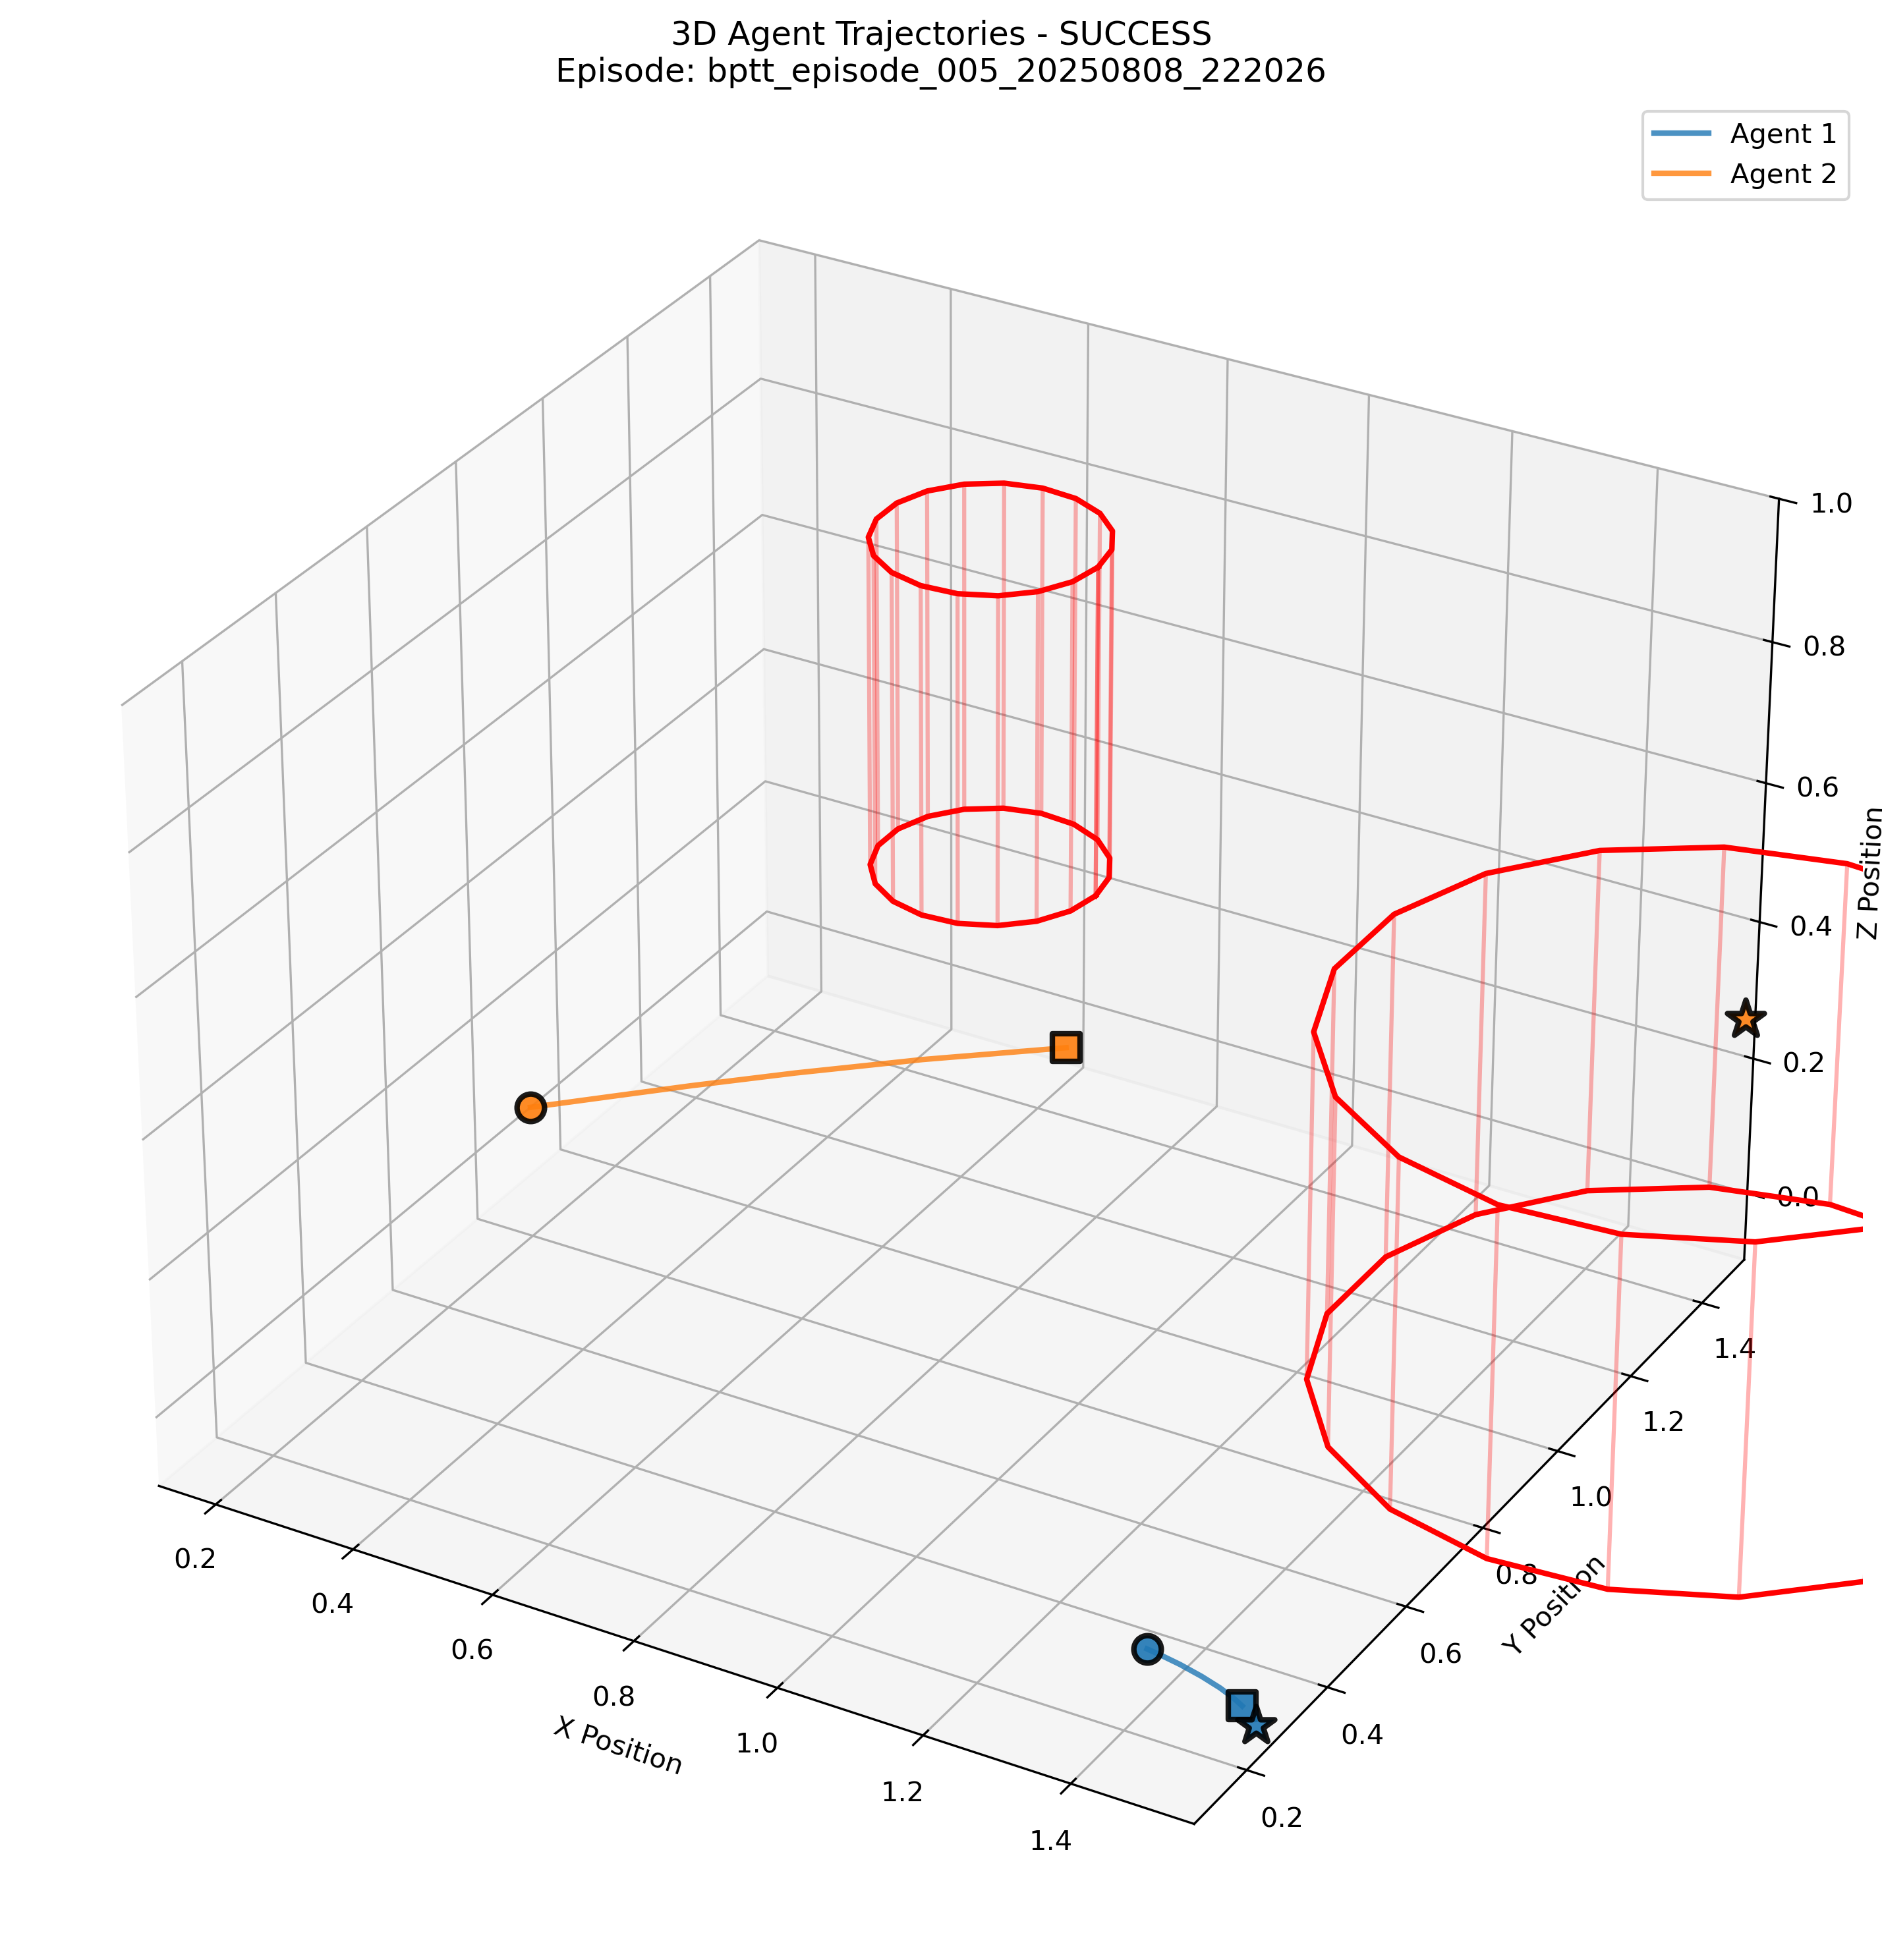 3D Agent Trajectories - SUCCESS
Episode: bptt_episode_005_20250808_222026
Agent 1
Agent 2
1.0
0.8
0.6
0.4
0.2
0.0
Z Position
1.4
1.2
1.0
0.8
0.6
0.4
0.2
Y Position
0.2
0.4
0.6
0.8
1.0
1.2
1.4
X Position